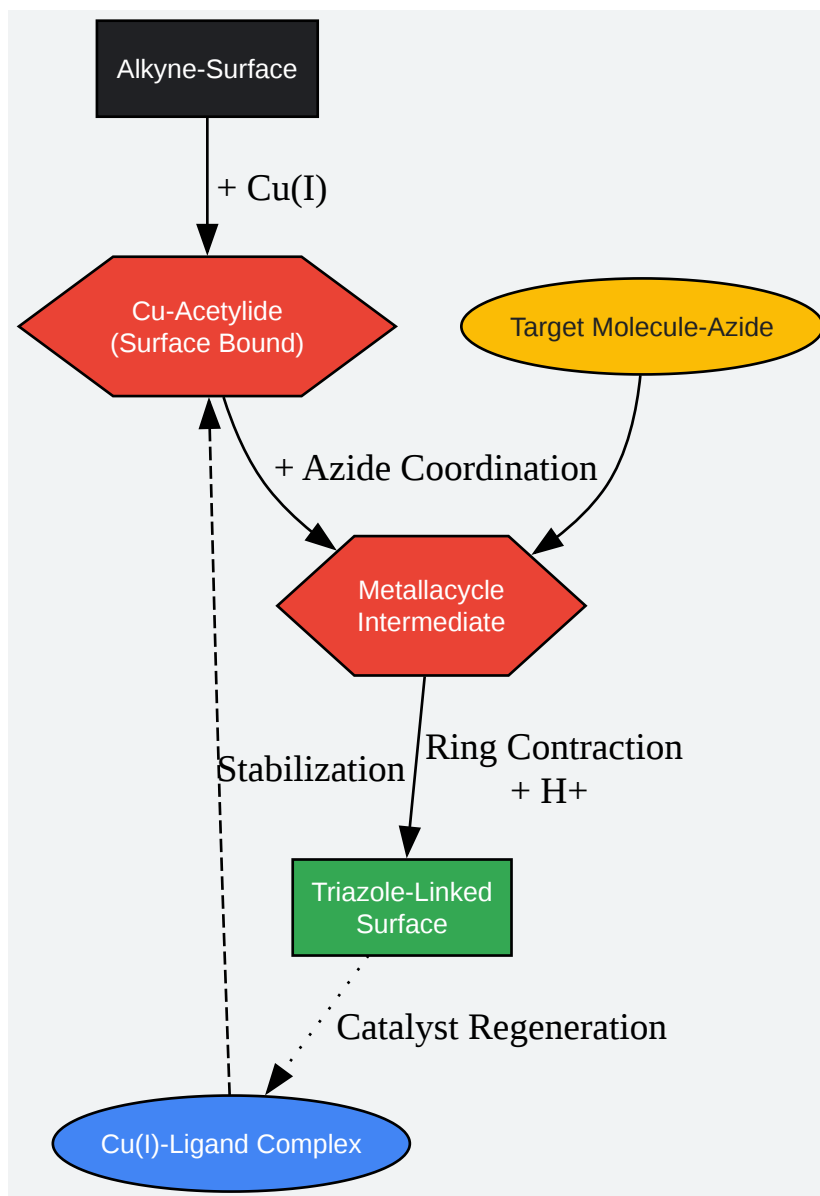 Alkyne-Surface
+ Cu(I)
Cu-Acetylide
(Surface Bound)
Target Molecule-Azide
+ Azide Coordination
Metallacycle
Intermediate
Stabilization
Ring Contraction
+ H+
Triazole-Linked
Surface
Catalyst Regeneration
Cu(I)-Ligand Complex